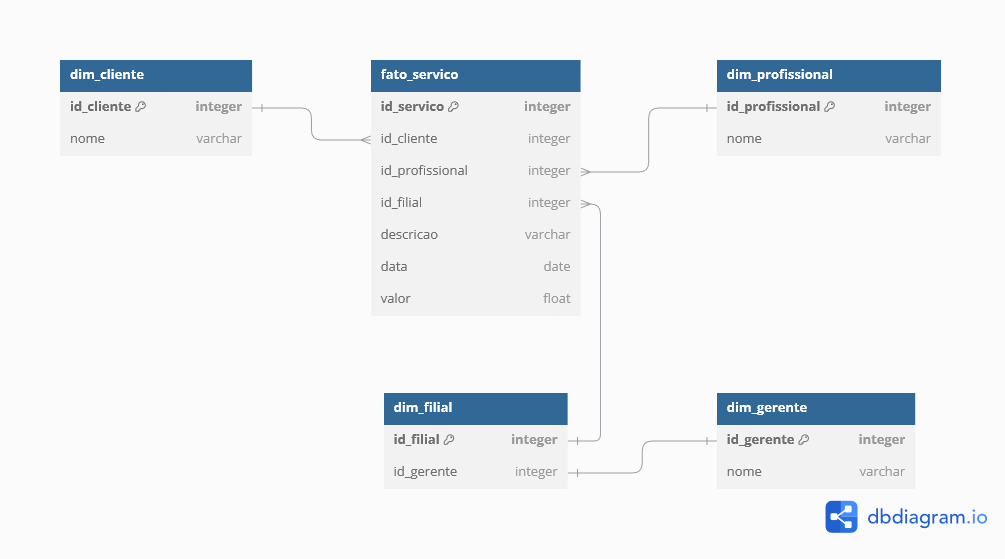 dim_cliente
id_cliente integer
nome varchar
fato_servico
id_servico integer
id_cliente integer
id_profissional integer
id_filial integer
descricao varchar
data date
valor float
dim_profissional
id_profissional integer
nome varchar
dim_filial
id_filial integer
id_gerente integer
dim_gerente
id_gerente integer
nome varchar
dbdiagram.io